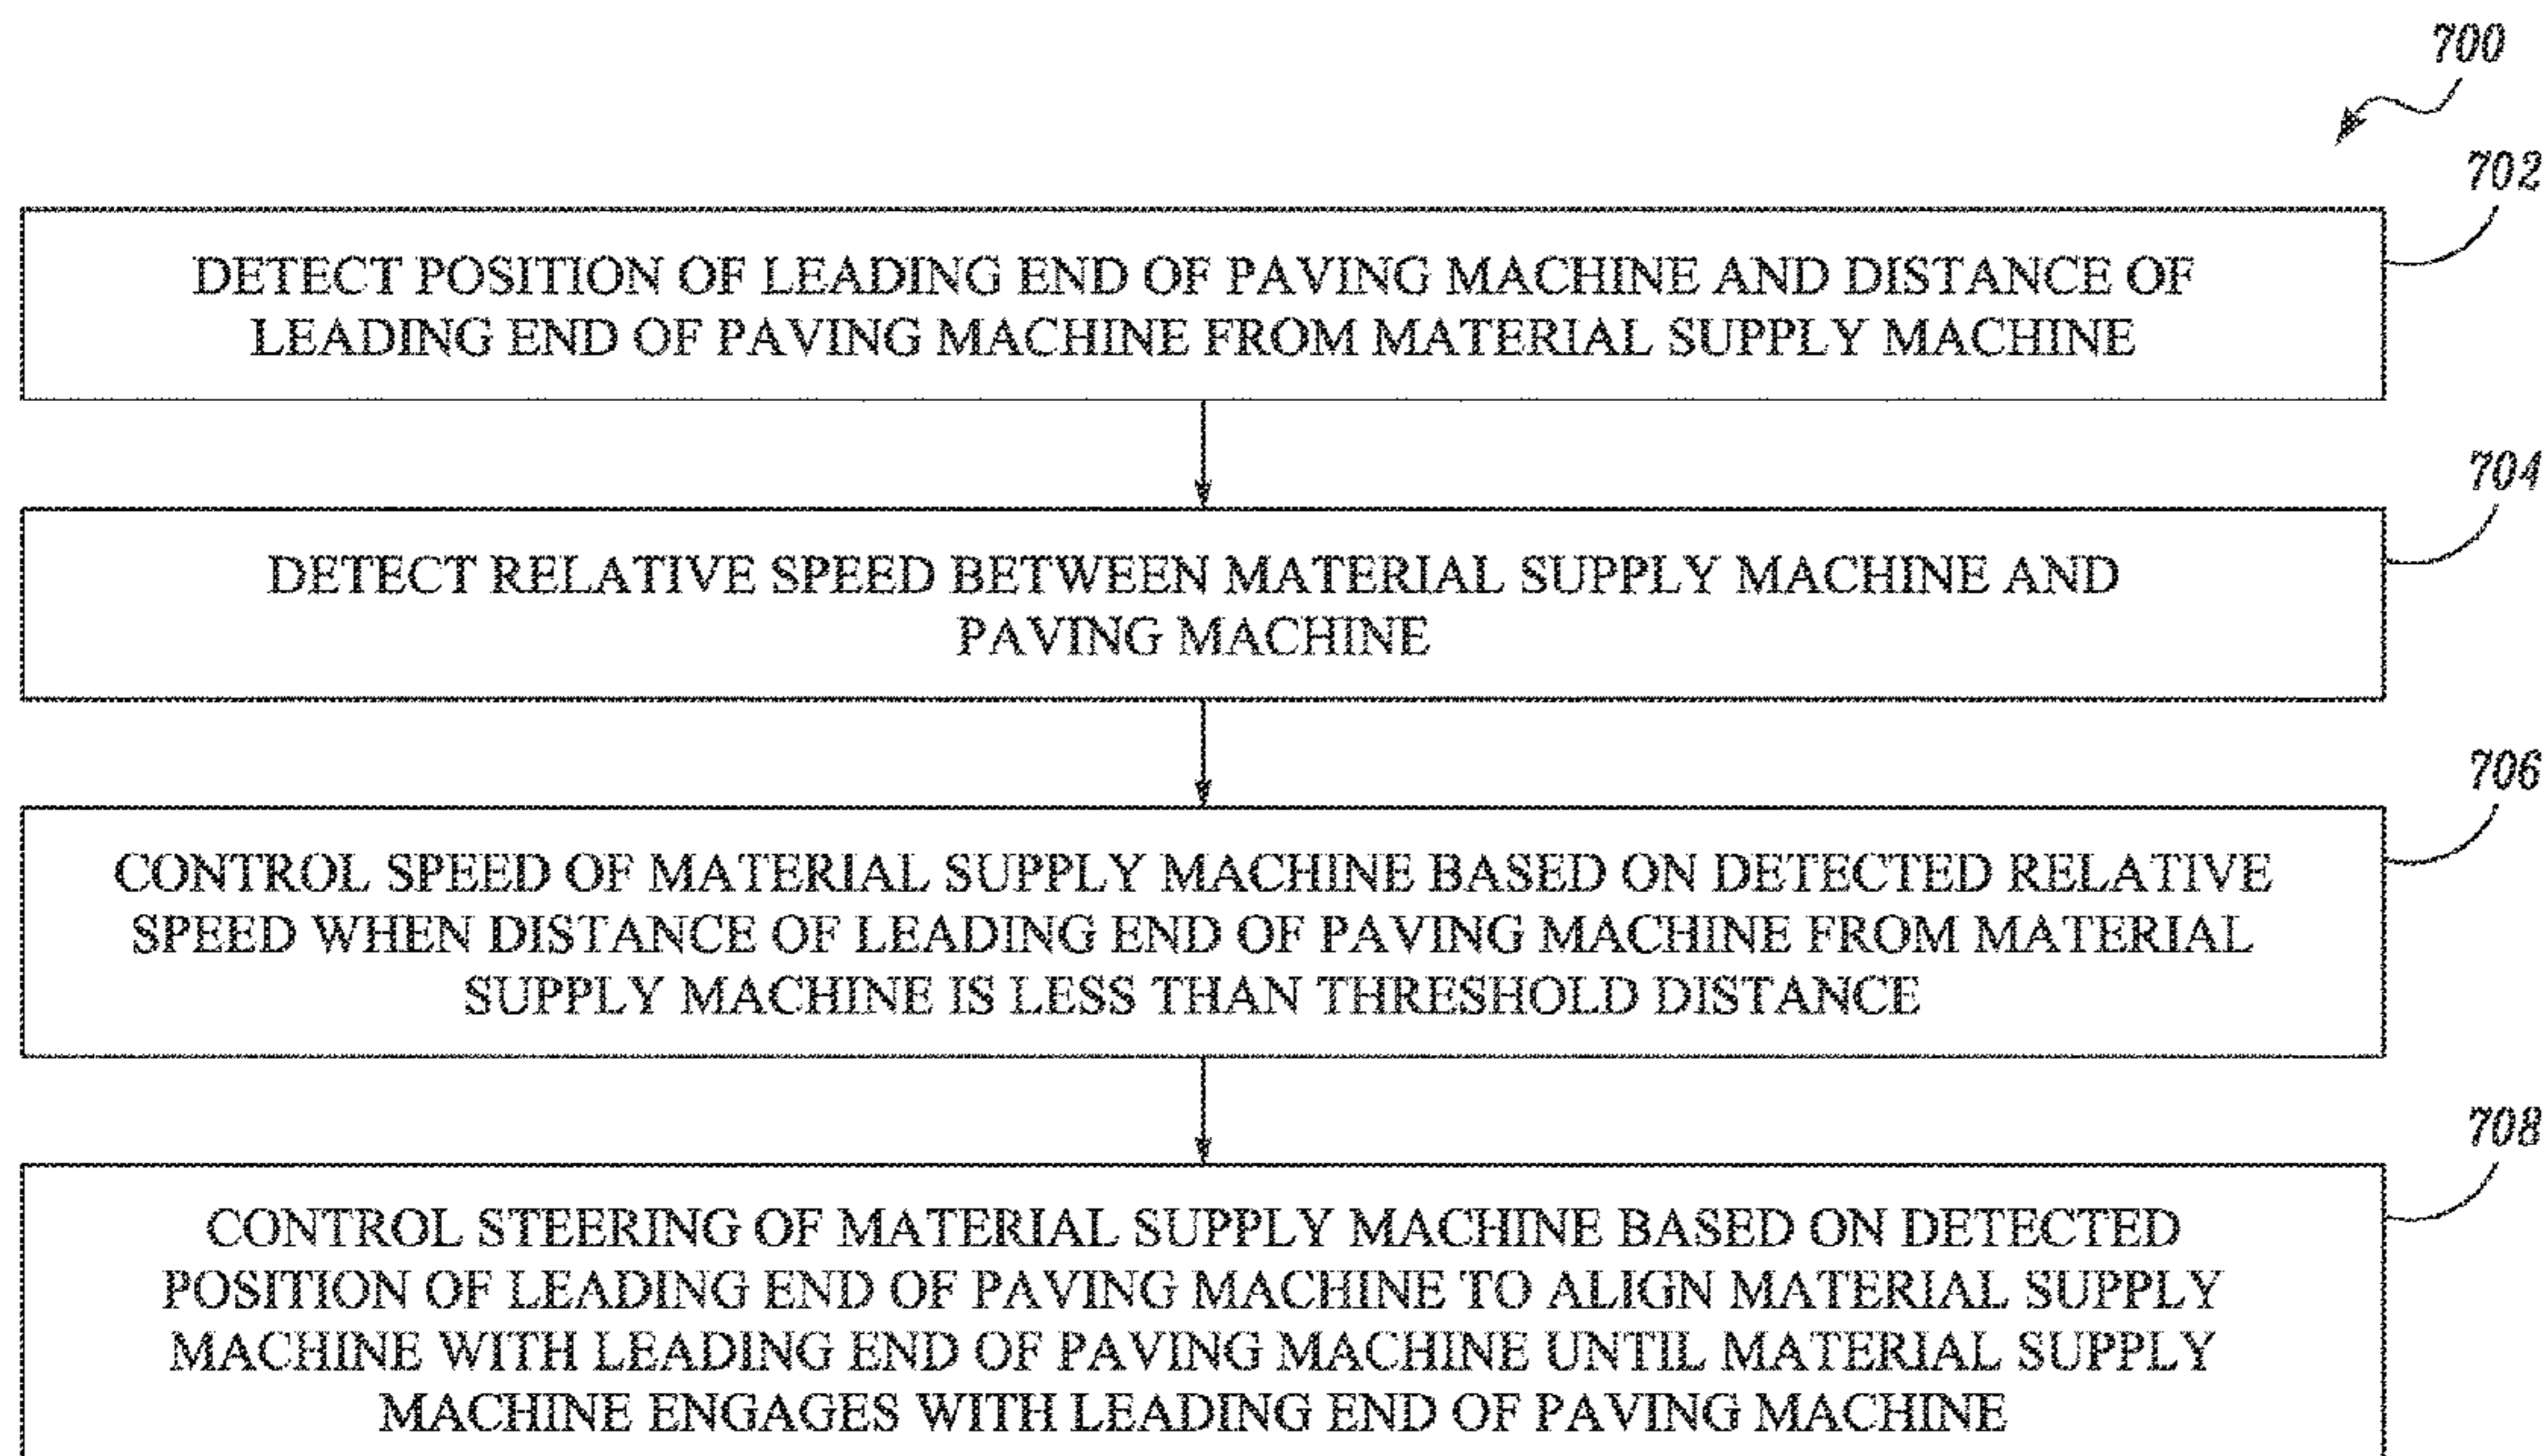 700
702
DETECT POSITION OF LEADING END OF PAVING MACHINE AND DISTANCE OF
LEADING END OF PAVING MACHINE FROM MATERIAL SUPPLY MACHINE
704
DETECT RELATIVE SPEED BETWEEN MATERIAL SUPPLY MACHINE AND
PAVING MACHINE
706
CONTROL SPEED OF MATERIAL SUPPLY MACHINE BASED ON DETECTED RELATIVE
SPEED WHEN DISTANCE OF LEADING END OF PAVING MACHINE FROM MATERIAL
SUPPLY MACHINE IS LESS THAN THRESHOLD DISTANCE
708
CONTROL STEERING OF MATERIAL SUPPLY MACHINE BASED ON DETECTED
POSITION OF LEADING END OF PAVING MACHINE TO ALIGN MATERIAL SUPPLY
MACHINE WITH LEADING END OF PAVING MACHINE UNTIL MATERIAL SUPPLY
MACHINE ENGAGES WITH LEADING END OF PAVING MACHINE